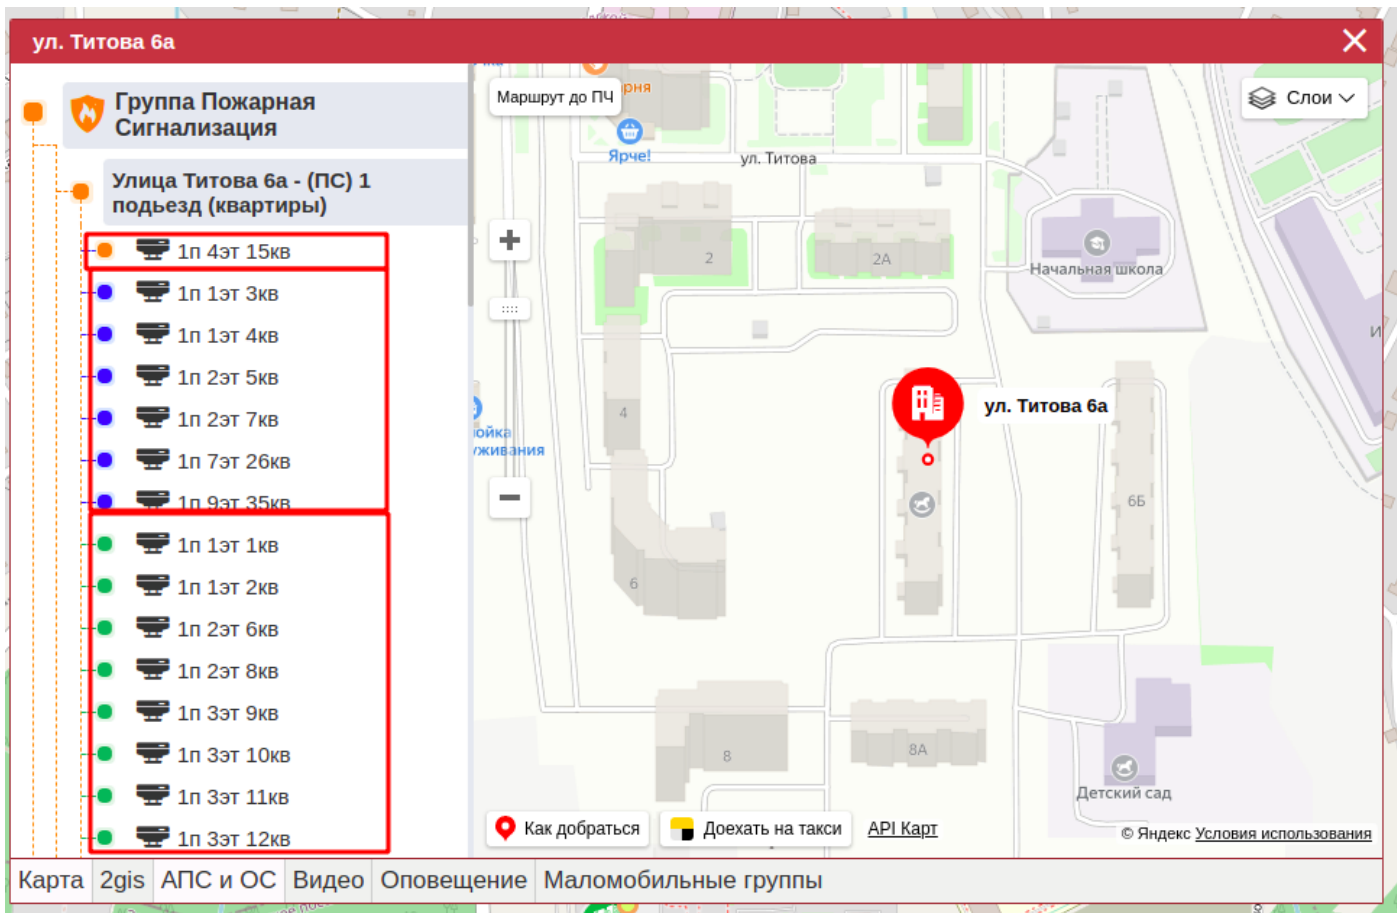 ул. Титова 6а
Группа Пожарная
Сигнализация
Улица Титова 6а - (ПС) 1
подьезд (квартиры)
1п 4эт 15кв
1п 1эт 3кв
1п 1эт 4кв
1п 2эт 5кв
1п 2эт 7кв
1п 7эт 26кв
1п 9эт 35кв
1п 1эт 1кв
1п 1эт 2кв
1п 2эт 6кв
1п 2эт 8кв
1п 3эт 9кв
1п 3эт 10кв
1п 3эт 11кв
1п 3эт 12кв
Маршрут до ПЧ
Слои
Ярче!
ул. Титова
2
2А
Начальная школа
4
ул. Титова 6а
6Б
6
8
8А
Детский сад
Как добраться
Доехать на такси
API Карт
© Яндекс Условия использования
Карта
2gis
АПС и ОС
Видео
Оповещение
Маломобильные группы